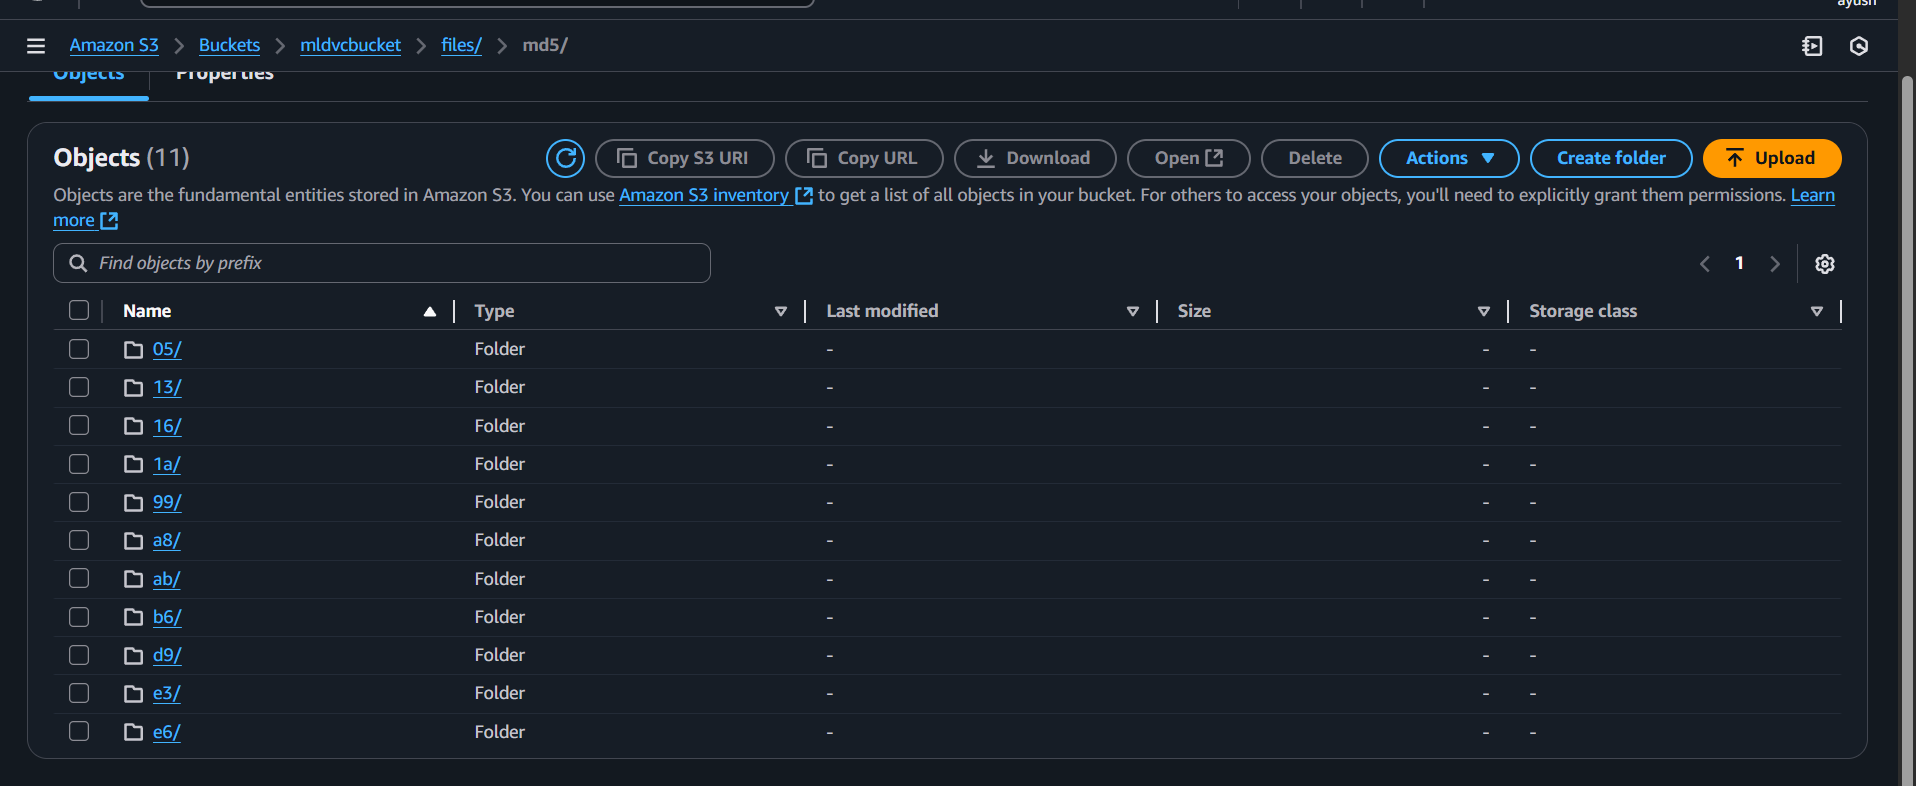 ayush
Amazon S3 > Buckets > mldvcbucket > files/ > md5/
Objects Properties
Objects (11) Copy S3 URI Copy URL Download Open Delete Actions Create folder Upload
Objects are the fundamental entities stored in Amazon S3. You can use Amazon S3 inventory to get a list of all objects in your bucket. For others to access your objects, you'll need to explicitly grant them permissions. Learn
more
Find objects by prefix 1
Name Type Last modified Size Storage class
05/ Folder - - -
13/ Folder - - -
16/ Folder - - -
1a/ Folder - - -
99/ Folder - - -
a8/ Folder - - -
ab/ Folder - - -
b6/ Folder - - -
d9/ Folder - - -
e3/ Folder - - -
e6/ Folder - - -